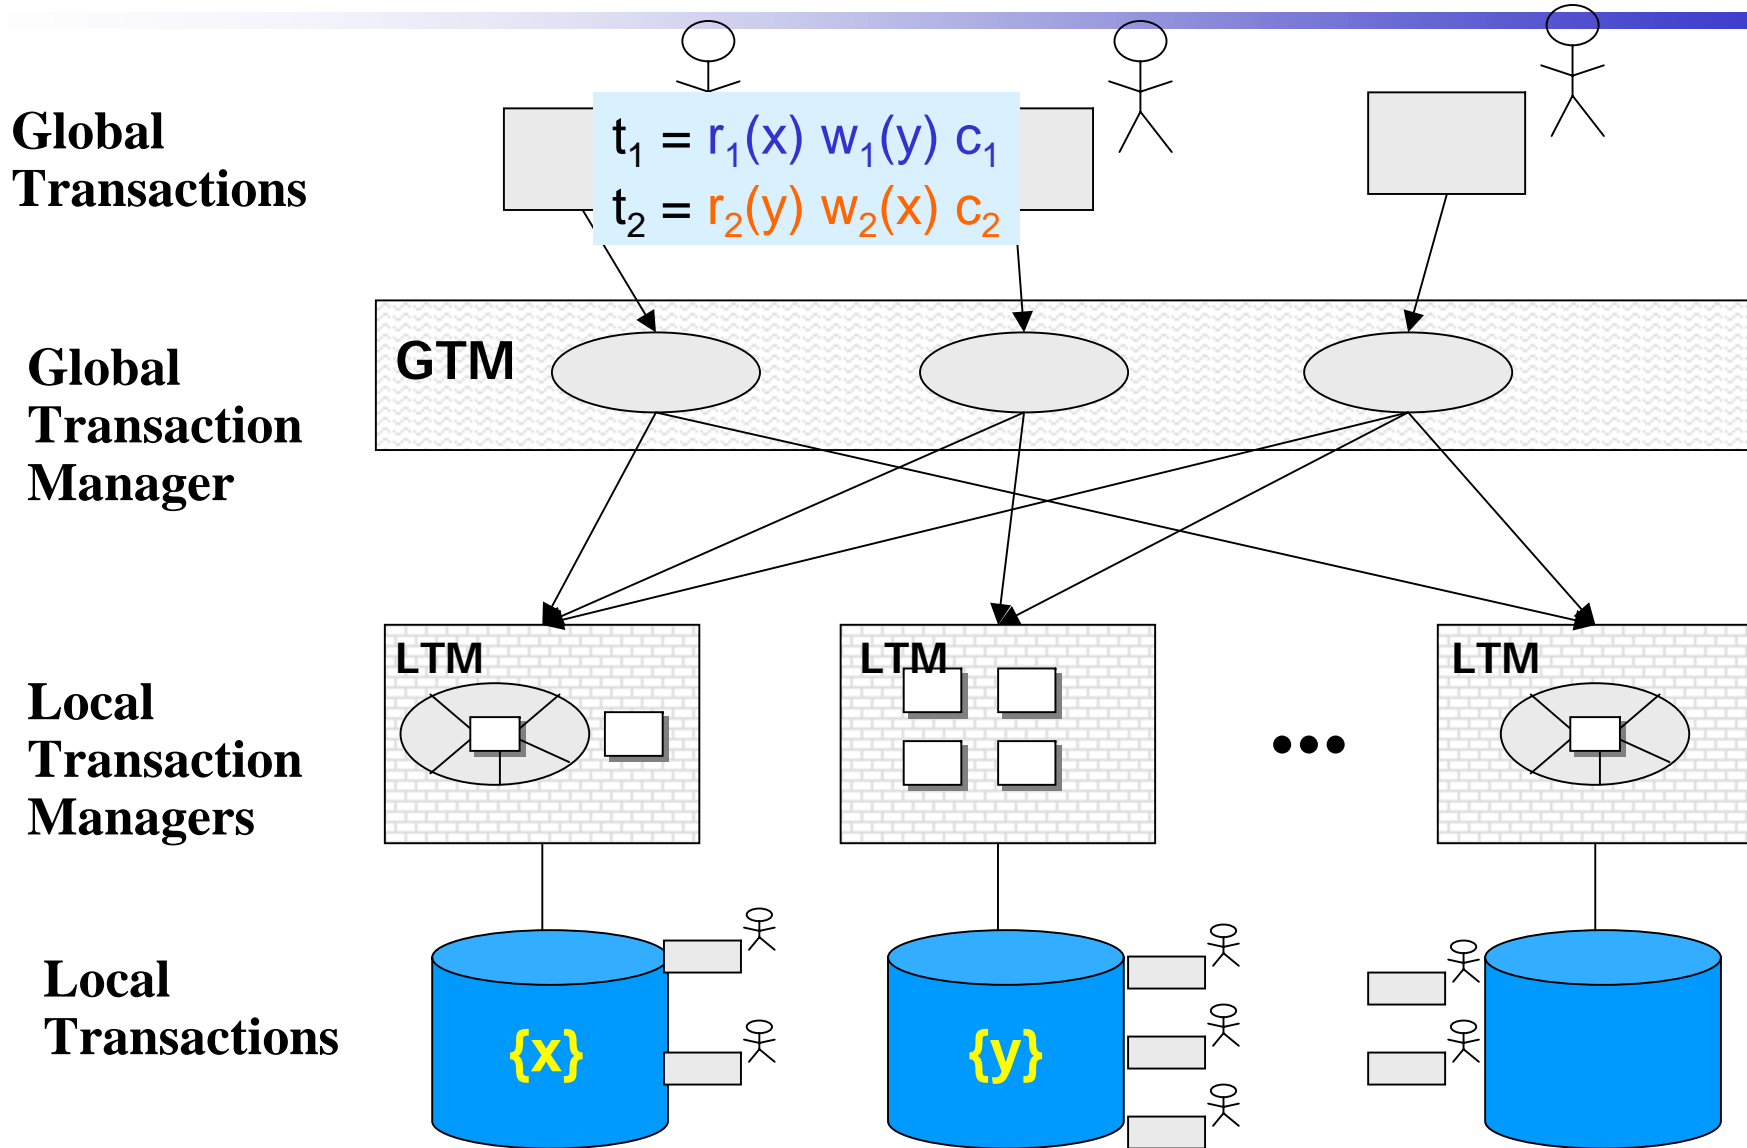 Global
Transactions
t1 = r1(x) w1(y) c1
t2 = r2(y) w2(x) c2
Global
Transaction
Manager
GTM
Local
Transaction
Managers
LTM
LTM
LTM
•••
Local
Transactions
{x}
{y}